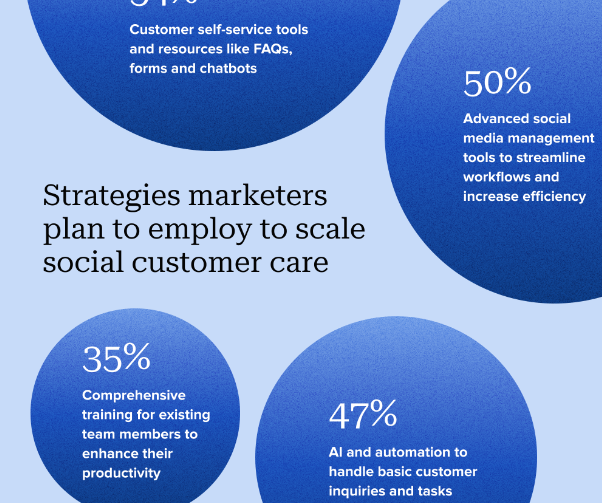 Customer self-service tools
and resources like FAQs,
forms and chatbots
50%
Advanced social
media management
tools to streamline
workflows and
increase efficiency
Strategies marketers
plan to employ to scale
social customer care
35%
Comprehensive
training for existing
team members to
enhance their
productivity
47%
AI and automation to
handle basic customer
inquiries and tasks